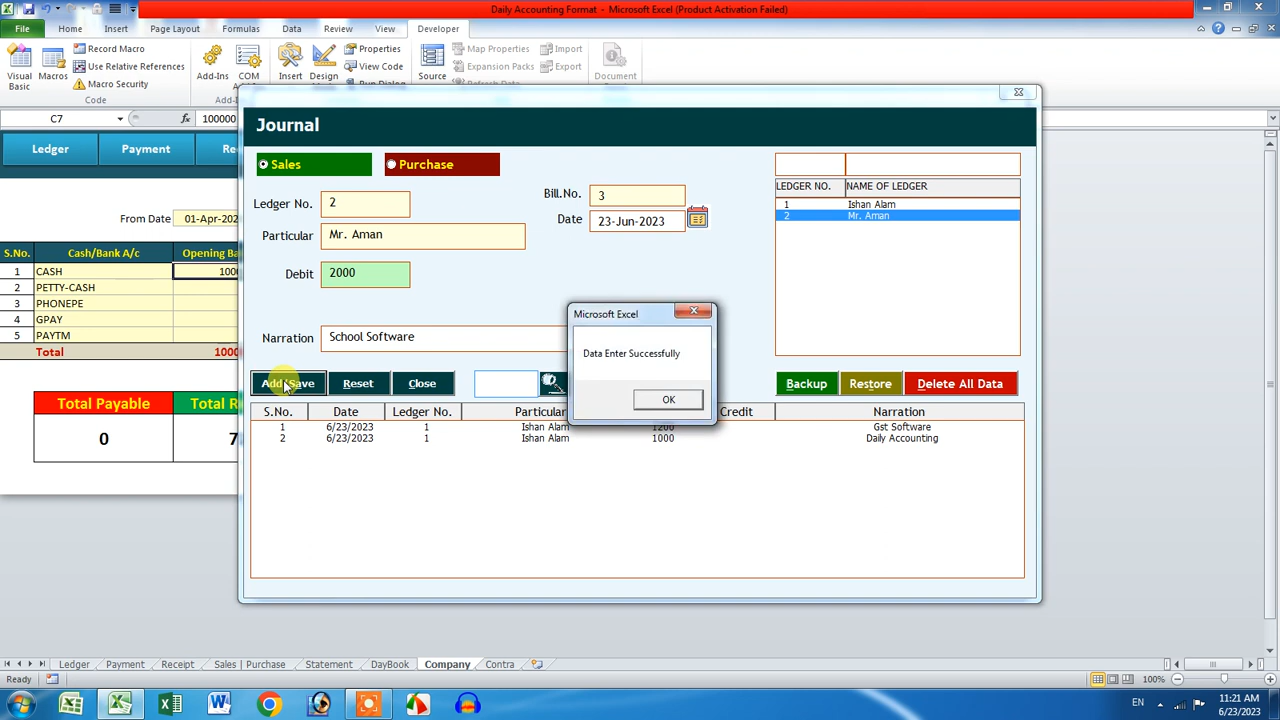 Daily Accounting Format - Microsoft Excel (Product Activation Failed)
File Home Insert Page Layout Formulas Data Review View Developer
Visual Basic
Macros
Record Macro
Use Relative References
Macro Security
Code
Add-Ins
COM
Insert
Design
Properties
View Code
Source
Map Properties
Expansion Packs
Import
Export
Document
C7
fx 100000
Ledger Payment
From Date
S.No. Cash/Bank A/c
1 CASH
2 PETTY-CASH
3 PHONEPE
4 GPAY
5 PAYTM
Total
Total Payable
0
Journal
Sales Purchase
Ledger No. 2
Bill.No. 3
Date 23-Jun-2023
Particular Mr. Aman
Debit 2000
Narration School Software
LEDGER NO. NAME OF LEDGER
1 Ishan Alam
2 Mr. Aman
Microsoft Excel
Data Enter Successfully
OK
Add/Save Reset Close
Backup Restore Delete All Data
S.No. Date Ledger No. Particular Credit Narration
1 6/23/2023 1 Ishan Alam 1200 Gst Software
2 6/23/2023 1 Ishan Alam 1000 Daily Accounting
Ledger Payment Receipt Sales | Purchase Statement DayBook Company Contra
Ready
100%
EN
11:21 AM
6/23/2023